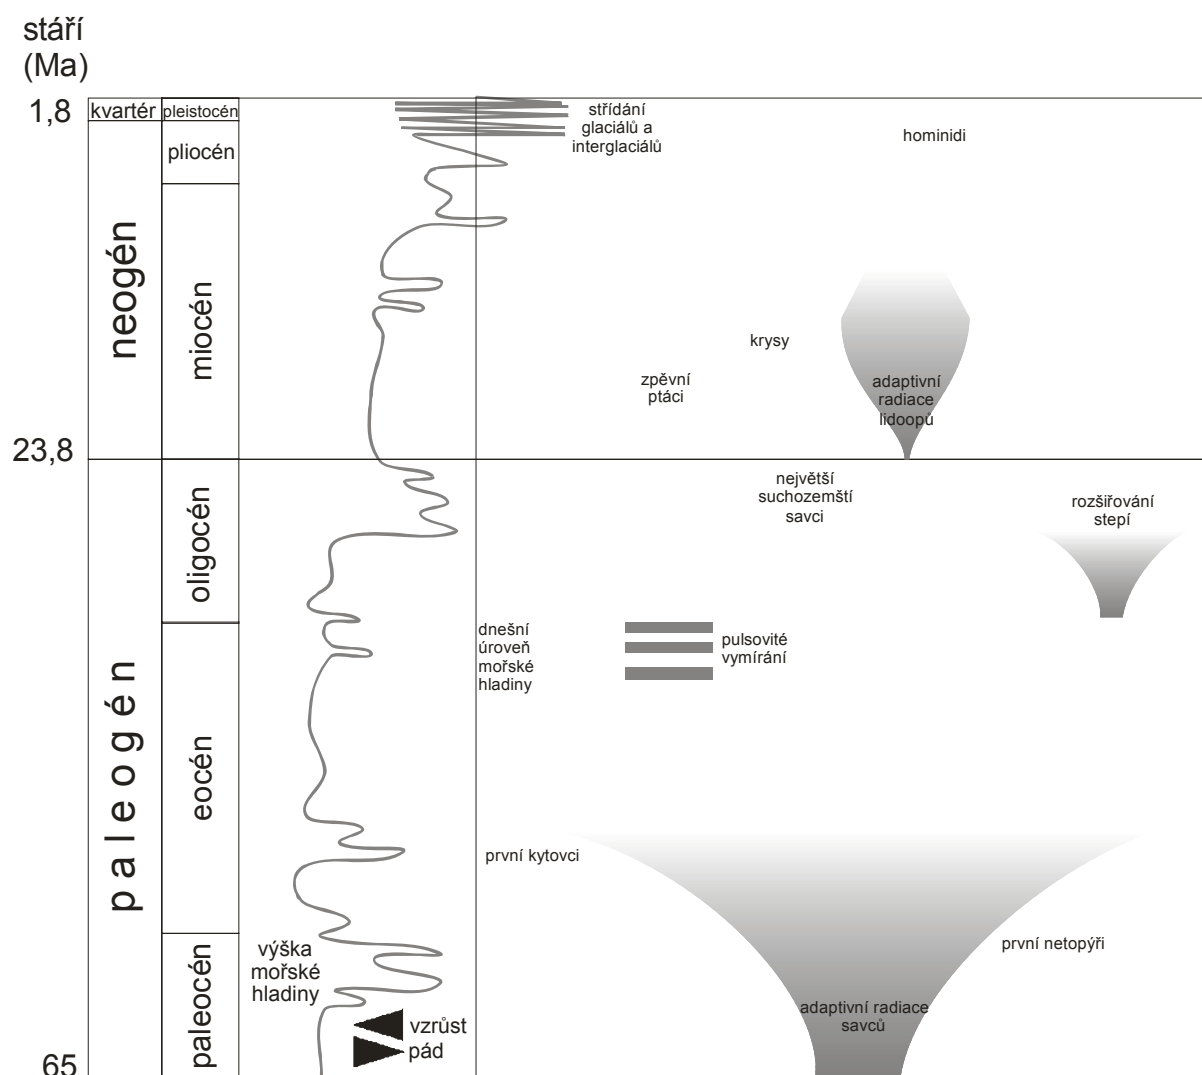 stáří
(Ma)
1,8
kvartér
pleistocén
střídání
glaciálů a
interglaciálů
hominidi
pliocén
neogén
miocén
krysy
zpěvní
ptáci
adaptivní
radiace
lidoopů
23,8
největší
suchozemští
savci
rozšiřování
stepí
oligocén
dnešní
úroveň
mořské
hladiny
pulsovité
vymírání
paleogén
eocén
první kytovci
první netopýři
výška
mořské
hladiny
paleocén
adaptivní radiace
savců
vzrůst
pád
65